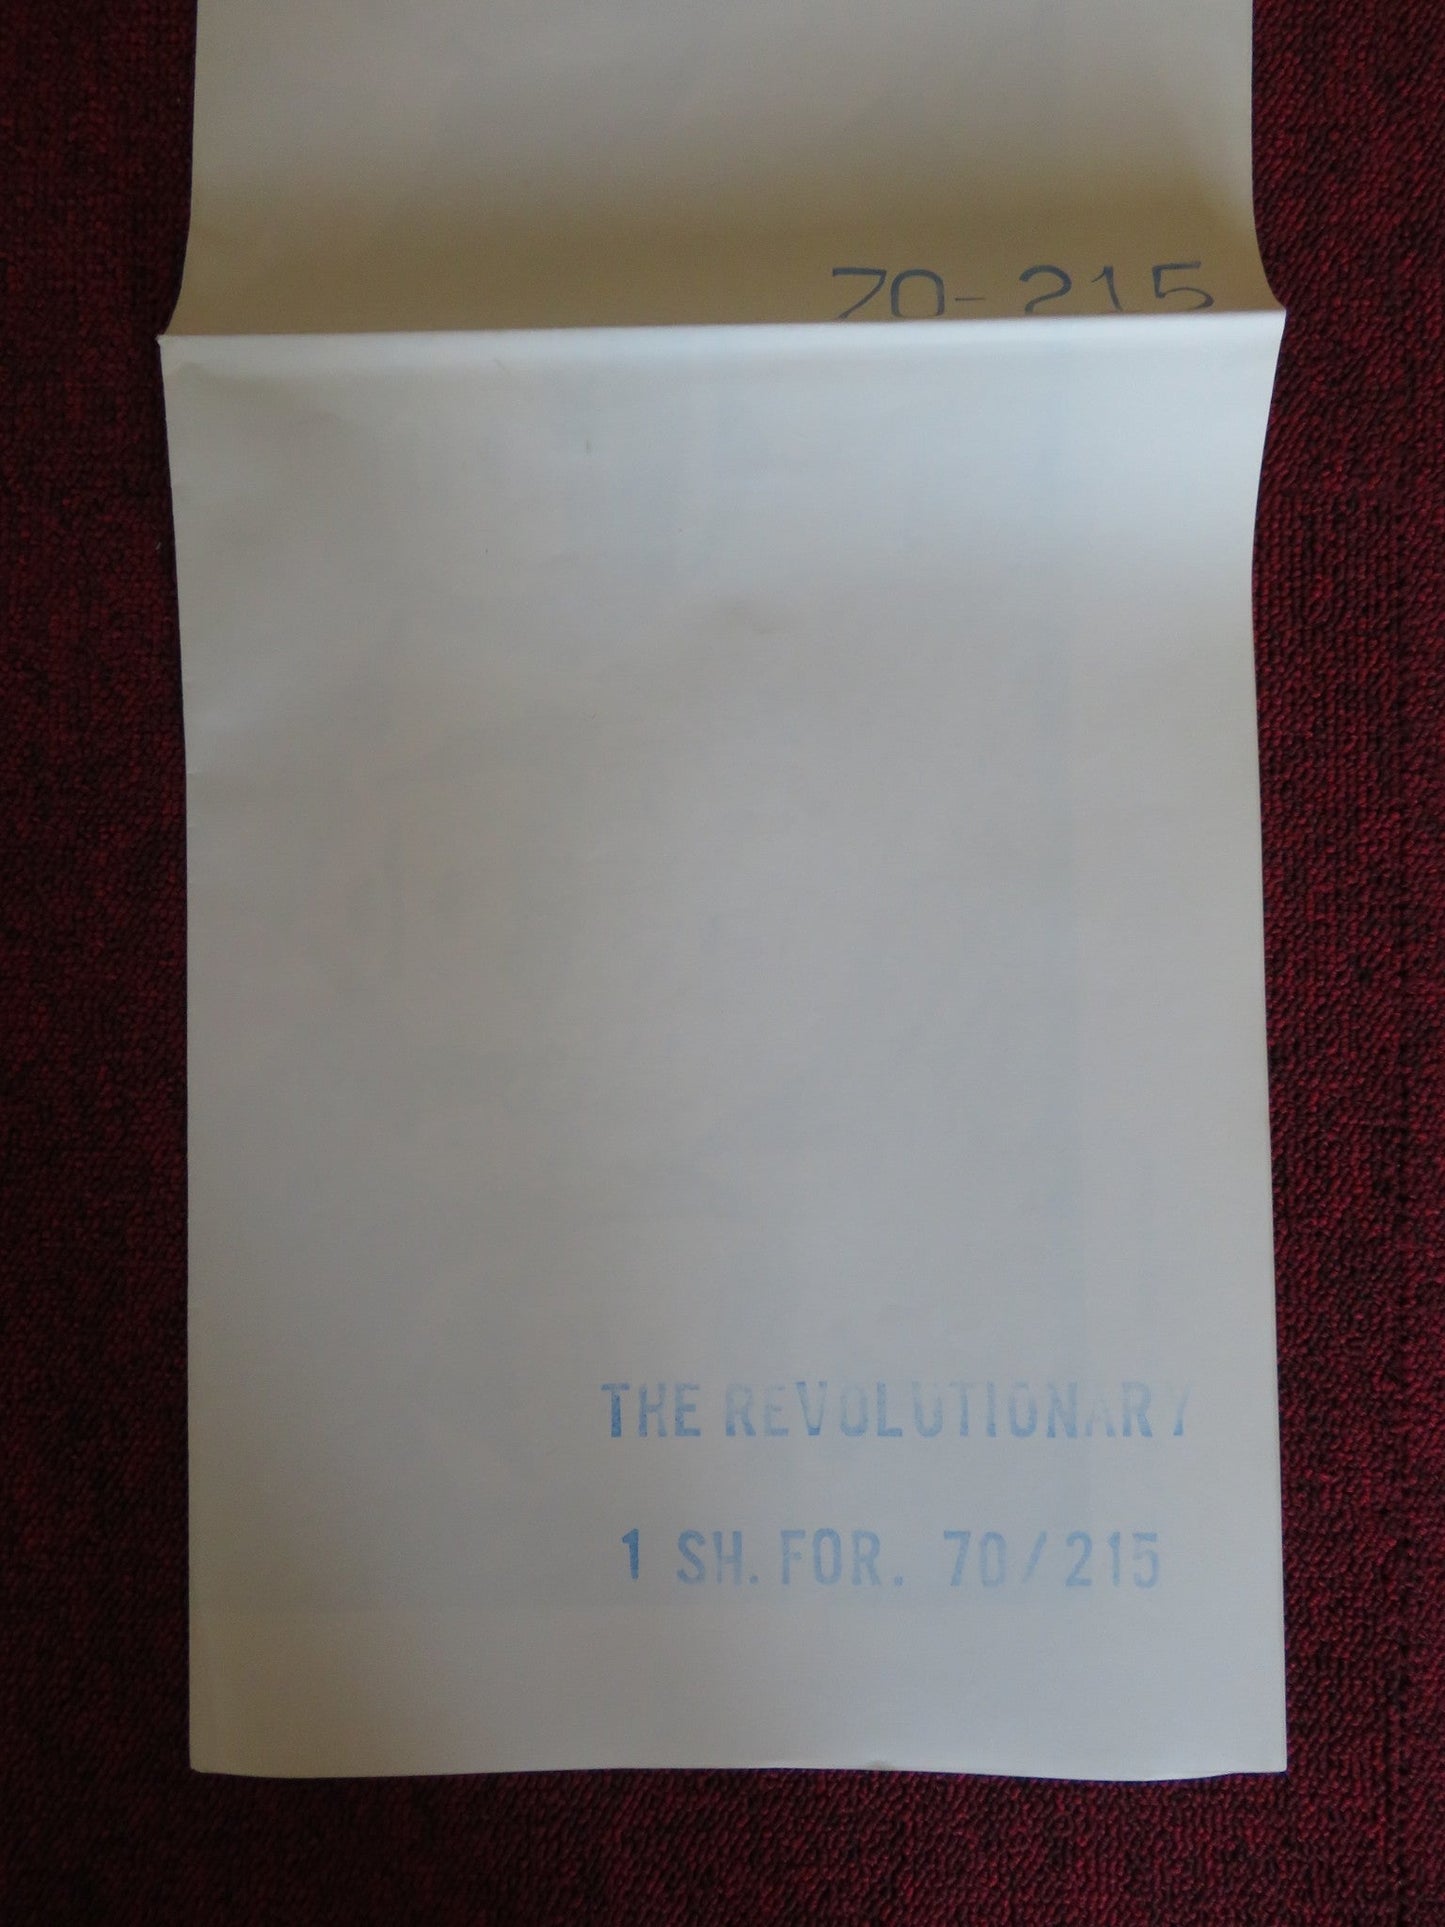 70-215
THE REVOLUTIONARY
1 SH. FOR. 70/215